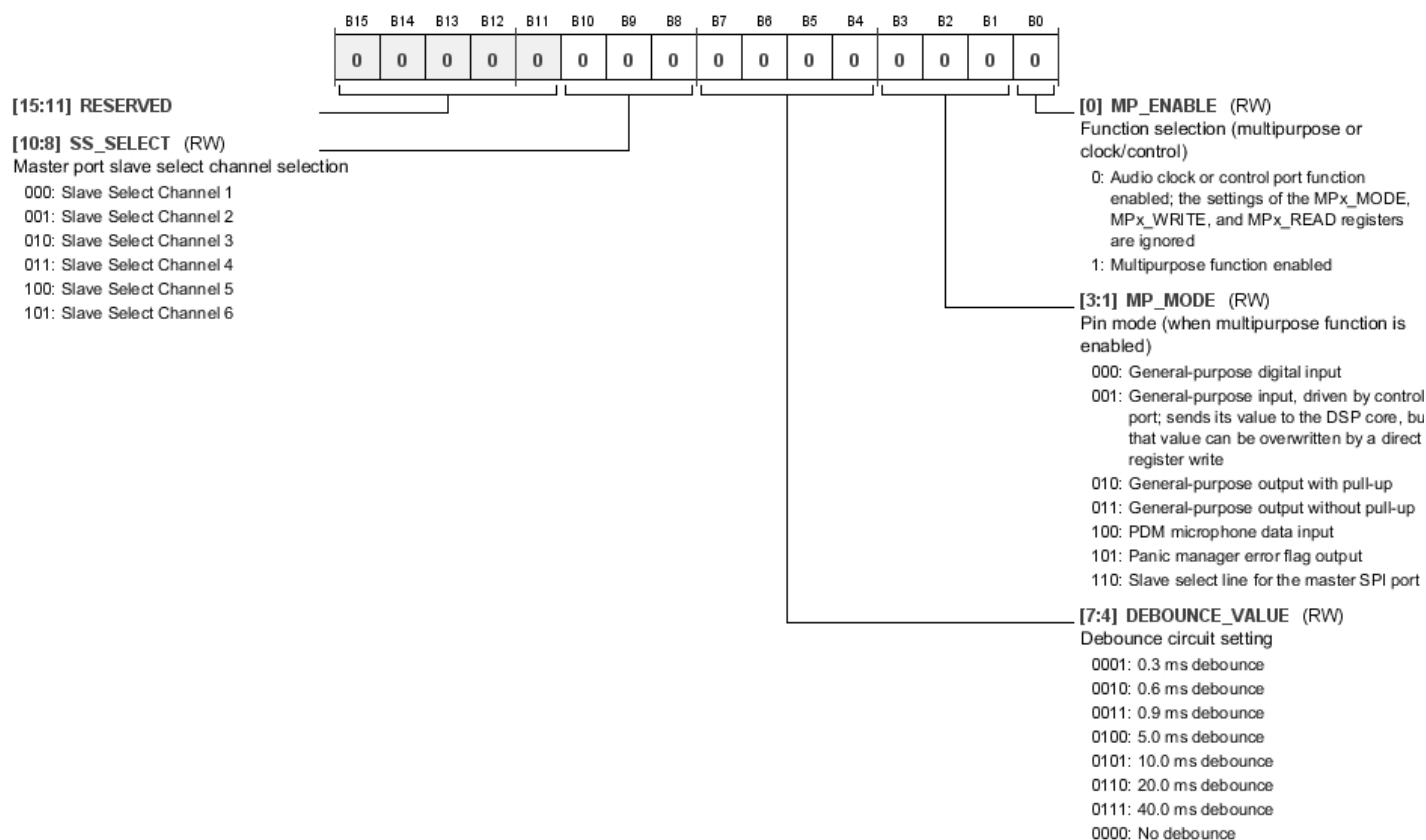 B15 B14 B13 B12 B11 B10 B9 B8 B7 B6 B5 B4 B3 B2 B1 B0
0 0 0 0 0 0 0 0 0 0 0 0 0 0 0 0
[15:11] RESERVED
[10:8] SS_SELECT (RW)
Master port slave select channel selection
000: Slave Select Channel 1
001: Slave Select Channel 2
010: Slave Select Channel 3
011: Slave Select Channel 4
100: Slave Select Channel 5
101: Slave Select Channel 6
[0] MP_ENABLE (RW)
Function selection (multipurpose or
clock/control)
0: Audio clock or control port function
enabled; the settings of the MPx_MODE,
MPx_WRITE, and MPx_READ registers
are ignored
1: Multipurpose function enabled
[3:1] MP_MODE (RW)
Pin mode (when multipurpose function is
enabled)
000: General-purpose digital input
001: General-purpose input, driven by control
port; sends its value to the DSP core, bu
that value can be overwritten by a direct
register write
010: General-purpose output with pull-up
011: General-purpose output without pull-up
100: PDM microphone data input
101: Panic manager error flag output
110: Slave select line for the master SPI port
[7:4] DEBOUNCE_VALUE (RW)
Debounce circuit setting
0001: 0.3 ms debounce
0010: 0.6 ms debounce
0011: 0.9 ms debounce
0100: 5.0 ms debounce
0101: 10.0 ms debounce
0110: 20.0 ms debounce
0111: 40.0 ms debounce
0000: No debounce